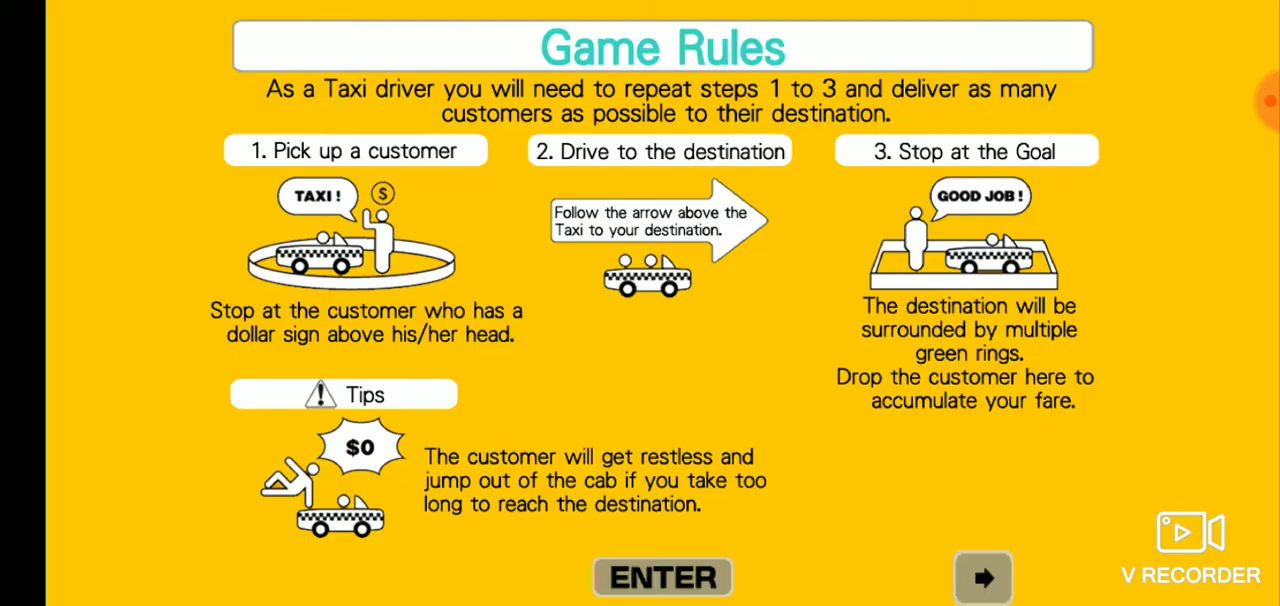 Game Rules
As a Taxi driver you will need to repeat steps 1 to 3 and deliver as many
customers as possible to their destination.
1. Pick up a customer
TAXI !
$
Stop at the customer who has a
dollar sign above his/her head.
2. Drive to the destination
Follow the arrow above the
Taxi to your destination.
3. Stop at the Goal
GOOD JOB !
The destination will be
surrounded by multiple
green rings.
Drop the customer here to
accumulate your fare.
Tips
$0
The customer will get restless and
jump out of the cab if you take too
long to reach the destination.
ENTER
V RECORDER